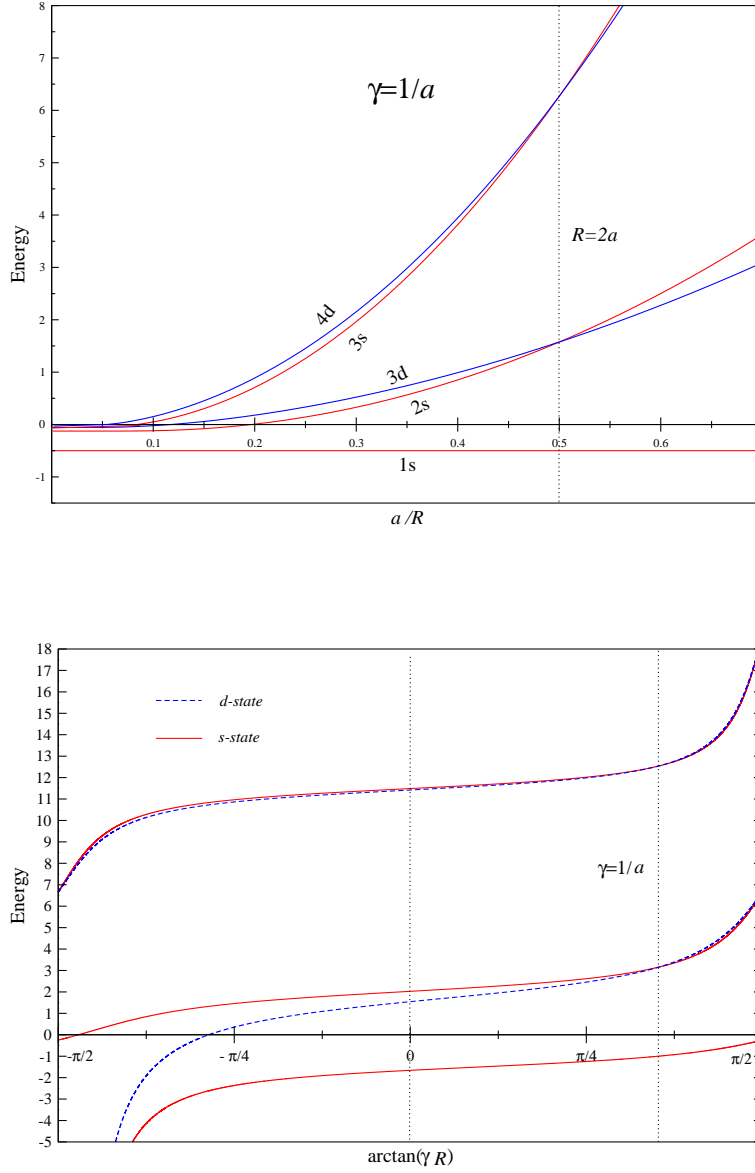 8
7
6
5
4
3
2
1
0
-1
Energy
γ=1/a
R=2a
4d
3s
3d
2s
1s
0.1 0.2 0.3 0.4 0.5 0.6
a/R
18
17
16
15
14
13
12
11
10
9
8
7
6
5
4
3
2
1
0
-1
-2
-3
-4
-5
Energy
d-state
s-state
γ=1/a
-π/2 -π/4 0 π/4 π/2
arctan(γR)